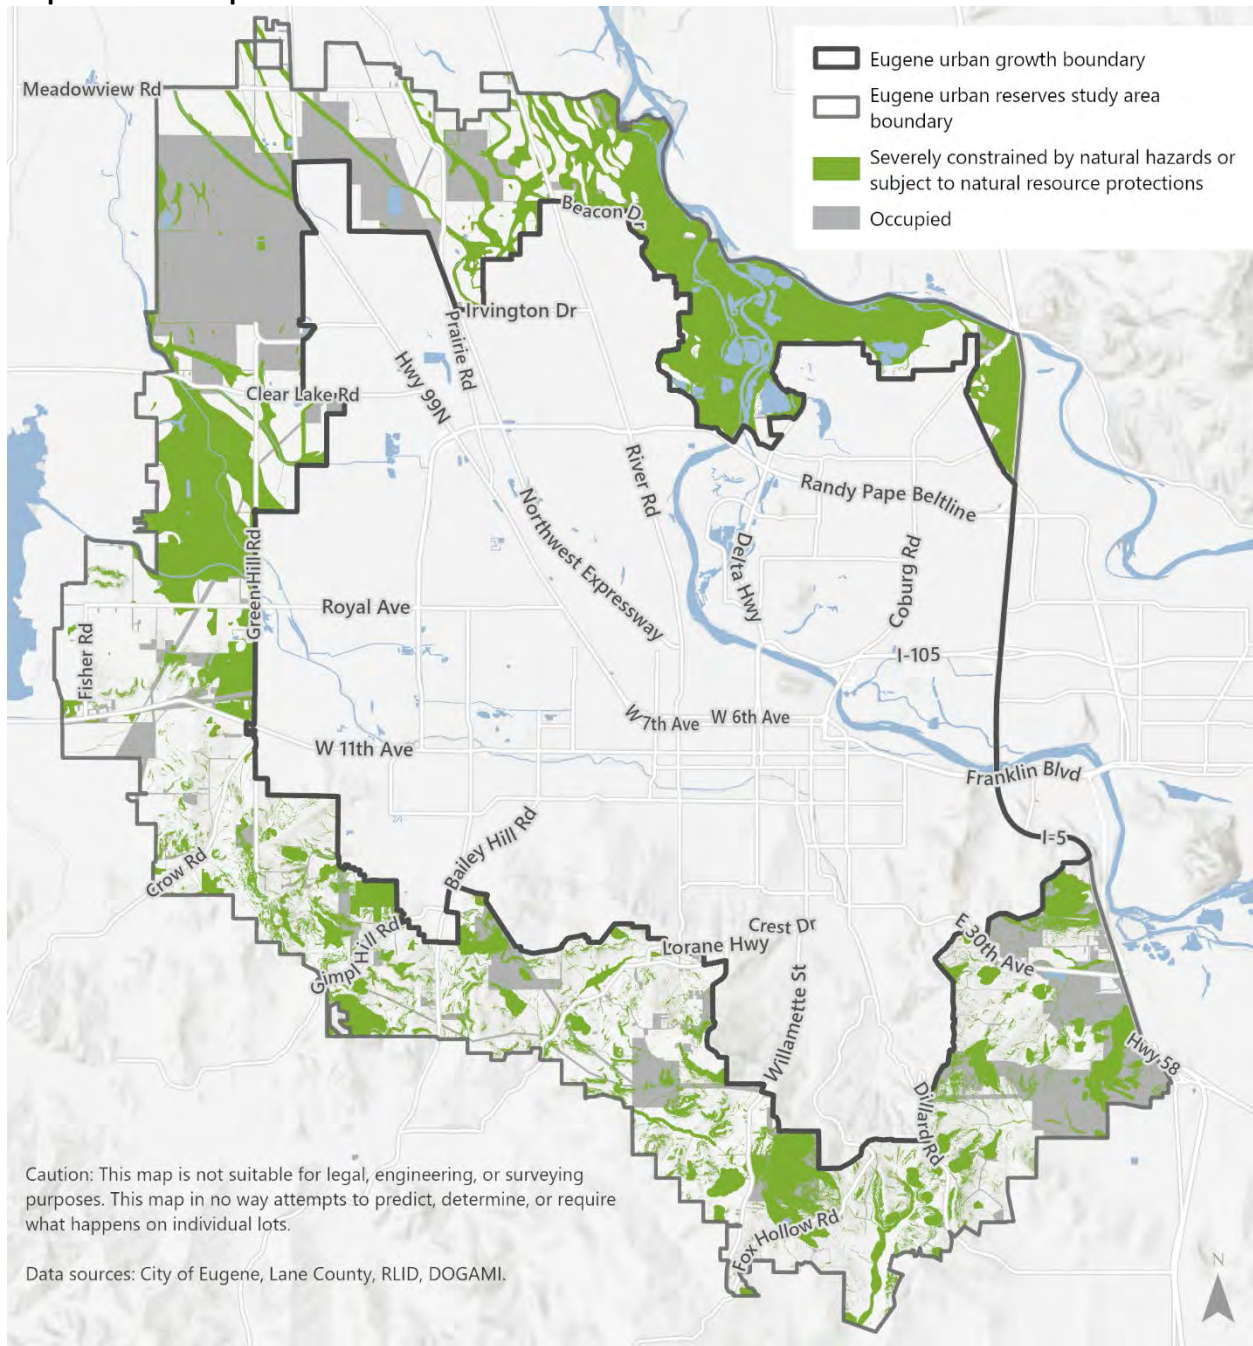 Eugene urban growth boundary
Eugene urban reserves study area
boundary
Severely constrained by natural hazards or
subject to natural resource protections
Occupied
Meadowview Rd
Beacon Dr
Irvington Dr
Prairie Rd
Hwy 99N
Clear Lake Rd
River Rd
Randy Pape Beltline
Northwest Expressway
Delta Hwy
Coburg Rd
Green Hill Rd
Royal Ave
Fisher Rd
I-105
W 7th Ave
W 6th Ave
W 11th Ave
Franklin Blvd
I-5
Bailey Hill Rd
Crow Rd
Gimpl Hill Rd
Crest Dr
Lorane Hwy
E 30th Ave
Willamette St
Hwy 58
Dillard Rd
Fox Hollow Rd
Caution: This map is not suitable for legal, engineering, or surveying
purposes. This map in no way attempts to predict, determine, or require
what happens on individual lots.
Data sources: City of Eugene, Lane County, RLID, DOGAMI.
N